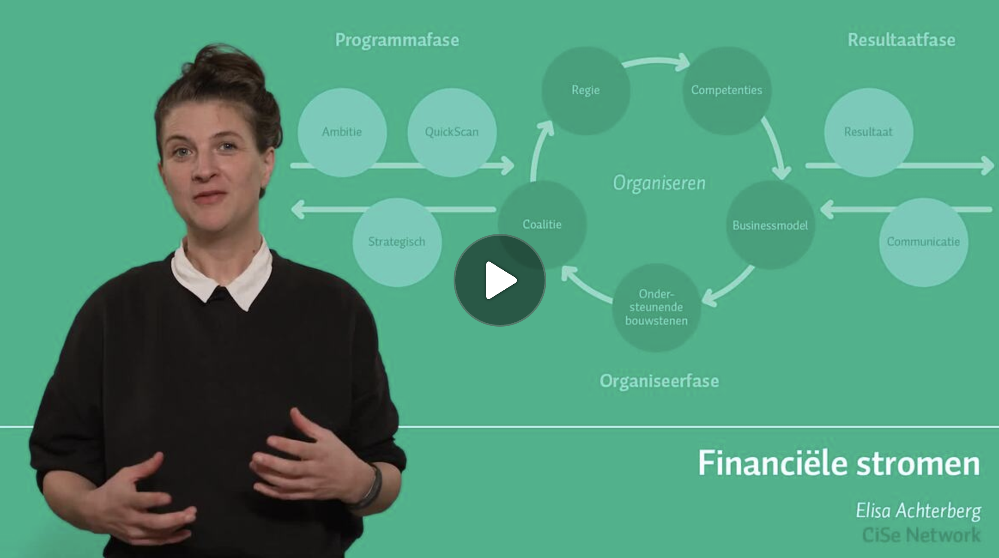 Programmafase
Resultaatfase
Regie
Competenties
Ambitie
QuickScan
Resultaat
Organiseren
Coalitie
Businessmodel
Strategisch
Communicatie
Onder-
steunende
bouwstenen
Organiseerfase
Financiële stromen
Elisa Achterberg
CiSe Network